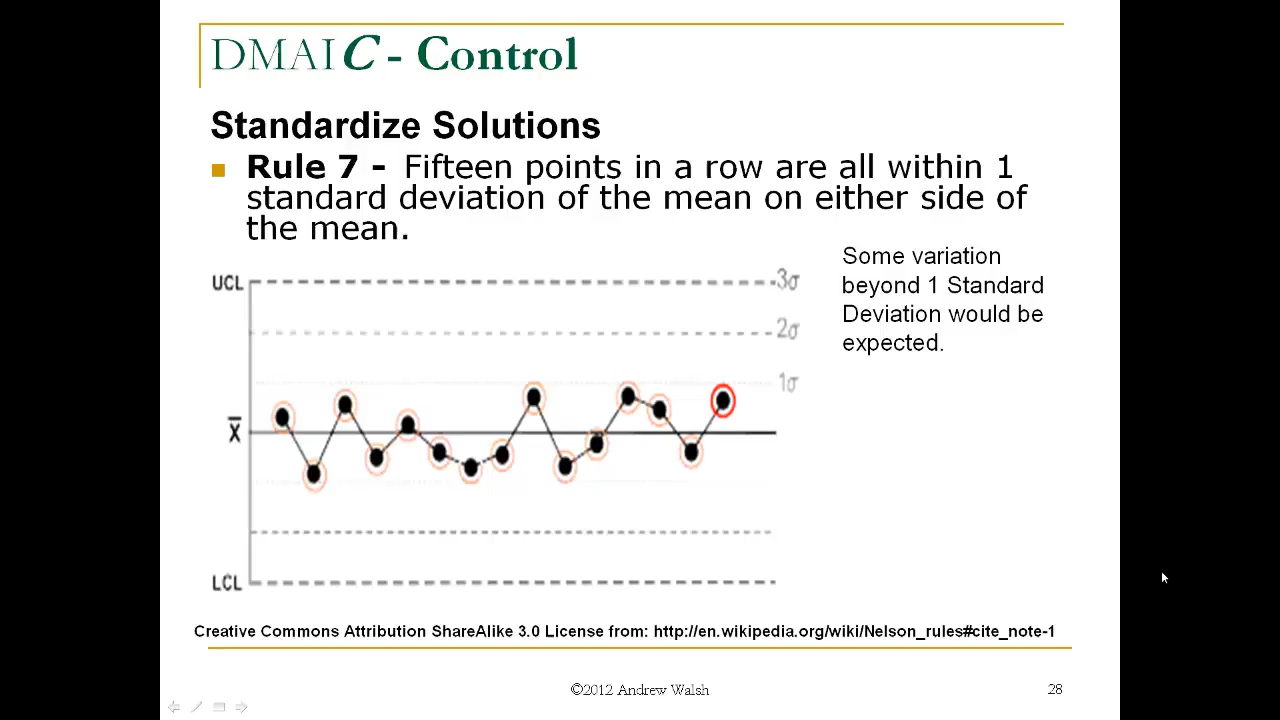 DMAIC - Control
Standardize Solutions
Rule 7 - Fifteen points in a row are all within 1
standard deviation of the mean on either side of
the mean.
Some variation
beyond 1 Standard
Deviation would be
expected.
UCL
3σ
2σ
1σ
X̅
LCL
Creative Commons Attribution ShareAlike 3.0 License from: http://en.wikipedia.org/wiki/Nelson_rules#cite_note-1
©2012 Andrew Walsh
28